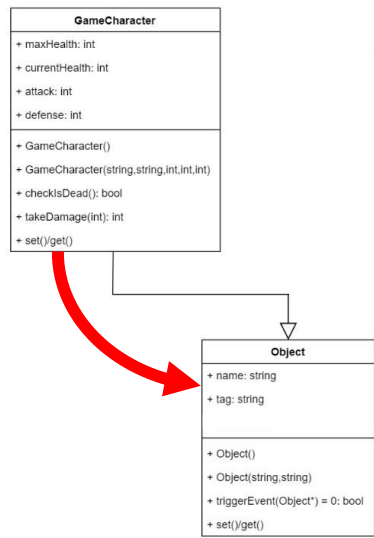 GameCharacter
+ maxHealth: int
+ currentHealth: int
+ attack: int
+ defense: int
+ GameCharacter()
+ GameCharacter(string,string,int,int,int)
+ checkIsDead(): bool
+ takeDamage(int): int
+ set()/get()
Object
+ name: string
+ tag: string
+ Object()
+ Object(string,string)
+ triggerEvent(Object*) = 0: bool
+ set()/get()